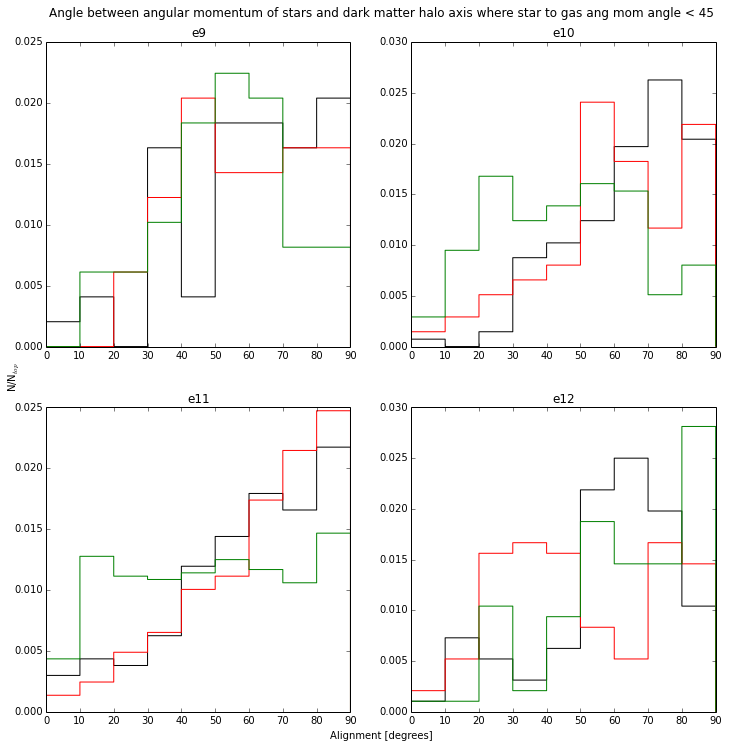 Angle between angular momentum of stars and dark matter halo axis where star to gas ang mom angle < 45
e9
0.025
0.020
0.015
0.010
0.005
0.000
0 10 20 30 40 50 60 70 80 90
e10
0.030
0.025
0.020
0.015
0.010
0.005
0.000
0 10 20 30 40 50 60 70 80 90
N/N
e11
0.025
0.020
0.015
0.010
0.005
0.000
0 10 20 30 40 50 60 70 80 90
e12
0.030
0.025
0.020
0.015
0.010
0.005
0.000
0 10 20 30 40 50 60 70 80 90
Alignment [degrees]